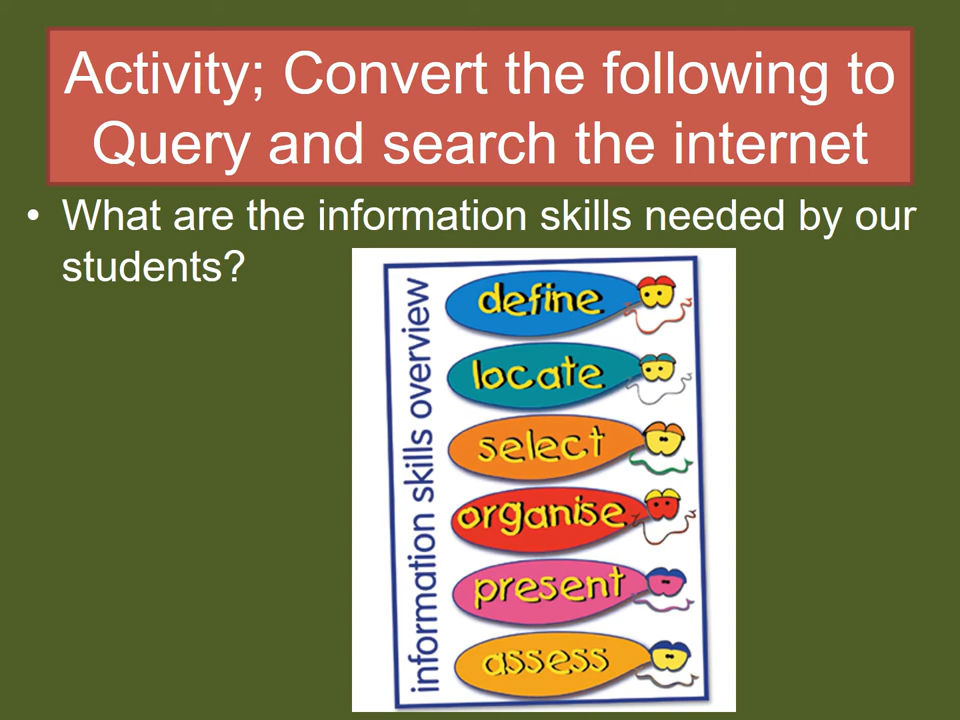 Activity; Convert the following to
Query and search the internet
• What are the information skills needed by our
students?
information skills overview
define
locate
select
organise
present
assess